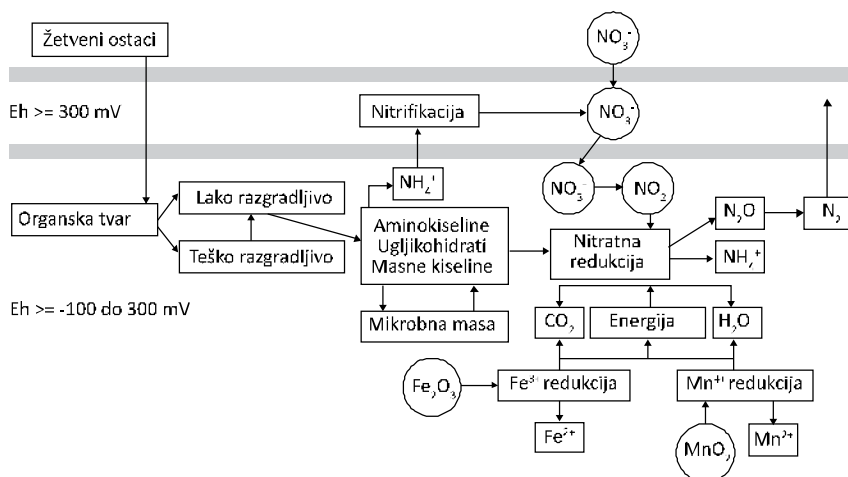 Žetveni ostaci
NO₃⁻
Eh >= 300 mV
Nitrifikacija
NO₃⁻
NH₄⁺
NO₃⁻
NO₂
Lako razgradljivo
Organska tvar
Teško razgradljivo
Aminokiseline
Ugljikohidrati
Masne kiseline
Nitratna
redukcija
N₂O
N₂
NH₄⁺
Eh >= -100 do 300 mV
Mikrobna masa
CO₂
Energija
H₂O
Fe₂O₃
Fe³⁺ redukcija
Mn⁴⁺ redukcija
Fe²⁺
MnO₂
Mn²⁺